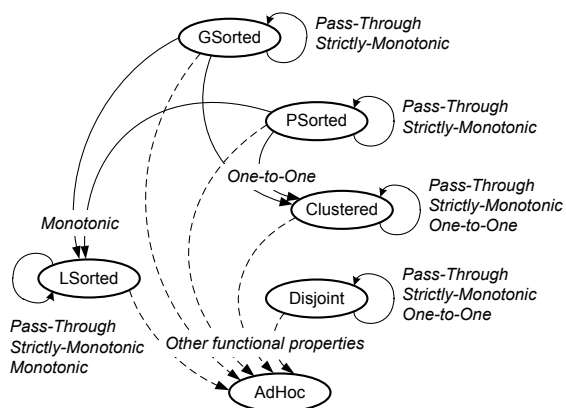 GSorted
Pass-Through
Strictly-Monotonic
PSorted
Pass-Through
Strictly-Monotonic
One-to-One
Clustered
Pass-Through
Strictly-Monotonic
One-to-One
Monotonic
LSorted
Disjoint
Pass-Through
Strictly-Monotonic
One-to-One
Pass-Through
Strictly-Monotonic
Monotonic
Other functional properties
AdHoc